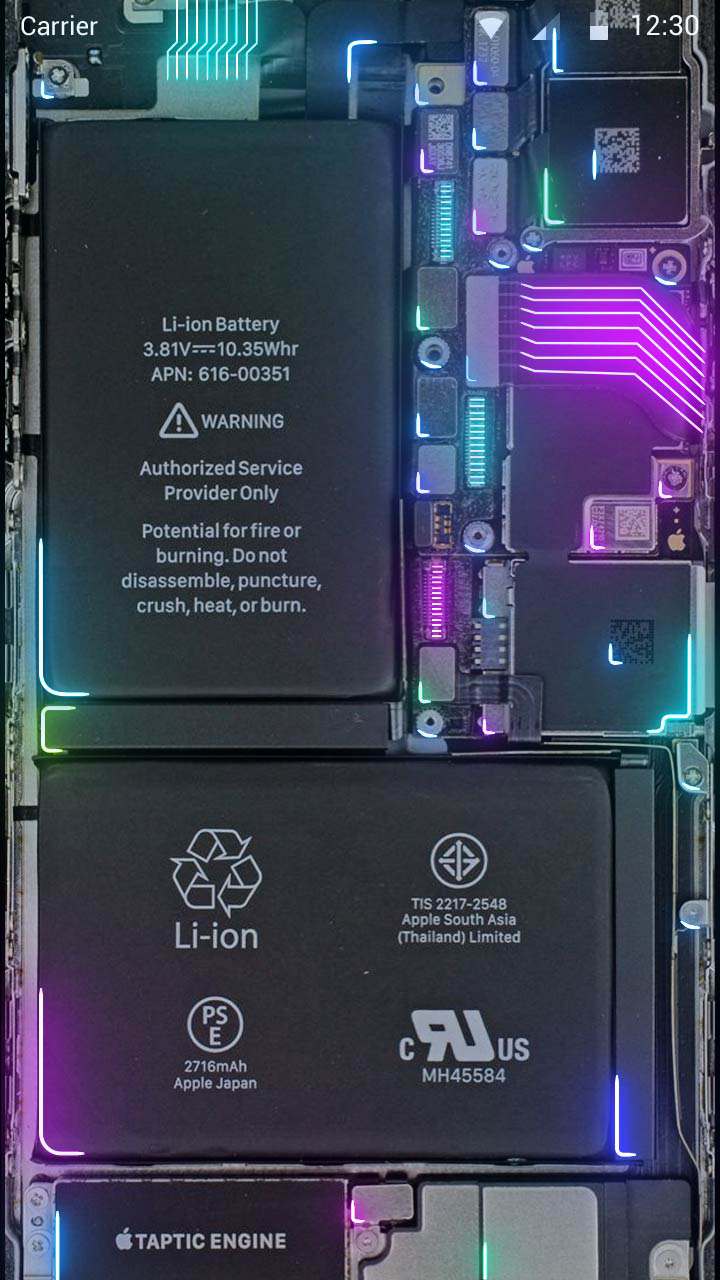 Carrier
12:30
Li-ion Battery
3.81V⎓10.35Whr
APN: 616-00351
WARNING
Authorized Service
Provider Only
Potential for fire or
burning. Do not
disassemble, puncture,
crush, heat, or burn.
Li-ion
TIS 2217-2548
Apple South Asia
(Thailand) Limited
PS
E
2716mAh
Apple Japan
c RU US
MH45584
TAPTIC ENGINE